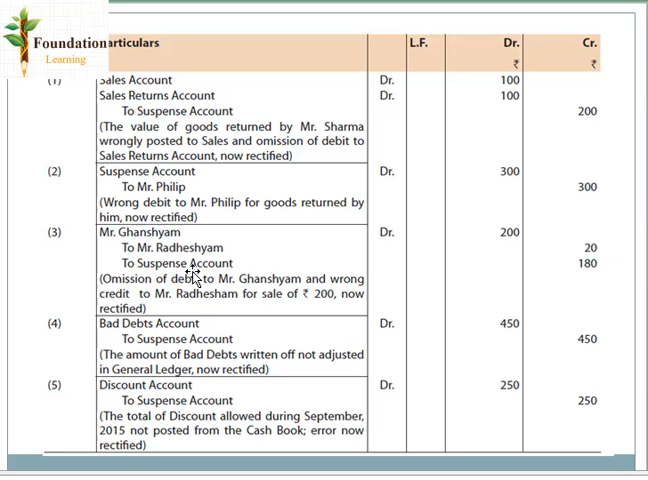 Foundation
Learning
articulars L.F. Dr. Cr.
₹ ₹
(1) Sales Account Dr. 100
Sales Returns Account Dr. 100
To Suspense Account 200
(The value of goods returned by Mr. Sharma
wrongly posted to Sales and omission of debit to
Sales Returns Account, now rectified)
(2) Suspense Account Dr. 300
To Mr. Philip 300
(Wrong debit to Mr. Philip for goods returned by
him, now rectified)
(3) Mr. Ghanshyam Dr. 200
To Mr. Radheshyam 20
To Suspense Account 180
(Omission of debit to Mr. Ghanshyam and wrong
credit to Mr. Radhesham for sale of ₹ 200, now
rectified)
(4) Bad Debts Account Dr. 450
To Suspense Account 450
(The amount of Bad Debts written off not adjusted
in General Ledger, now rectified)
(5) Discount Account Dr. 250
To Suspense Account 250
(The total of Discount allowed during September,
2015 not posted from the Cash Book; error now
rectified)